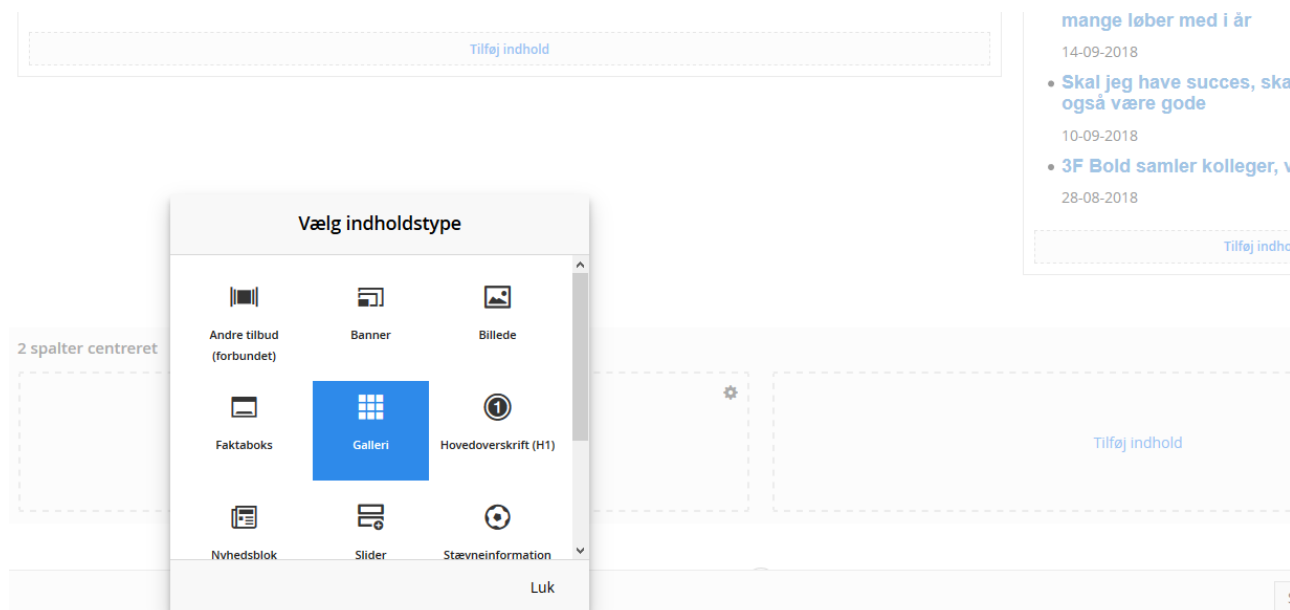 Tilføj indhold
mange løber med i år
14-09-2018
Skal jeg have succes, ska
også være gode
10-09-2018
3F Bold samler kolleger, v
28-08-2018
Tilføj indho
Vælg indholdstype
Andre tilbud
(forbundet)
Banner
Billede
Faktaboks
Galleri
Hovedoverskrift (H1)
Nyhedsblok
Slider
Stævneinformation
Luk
2 spalter centreret
Tilføj indhold